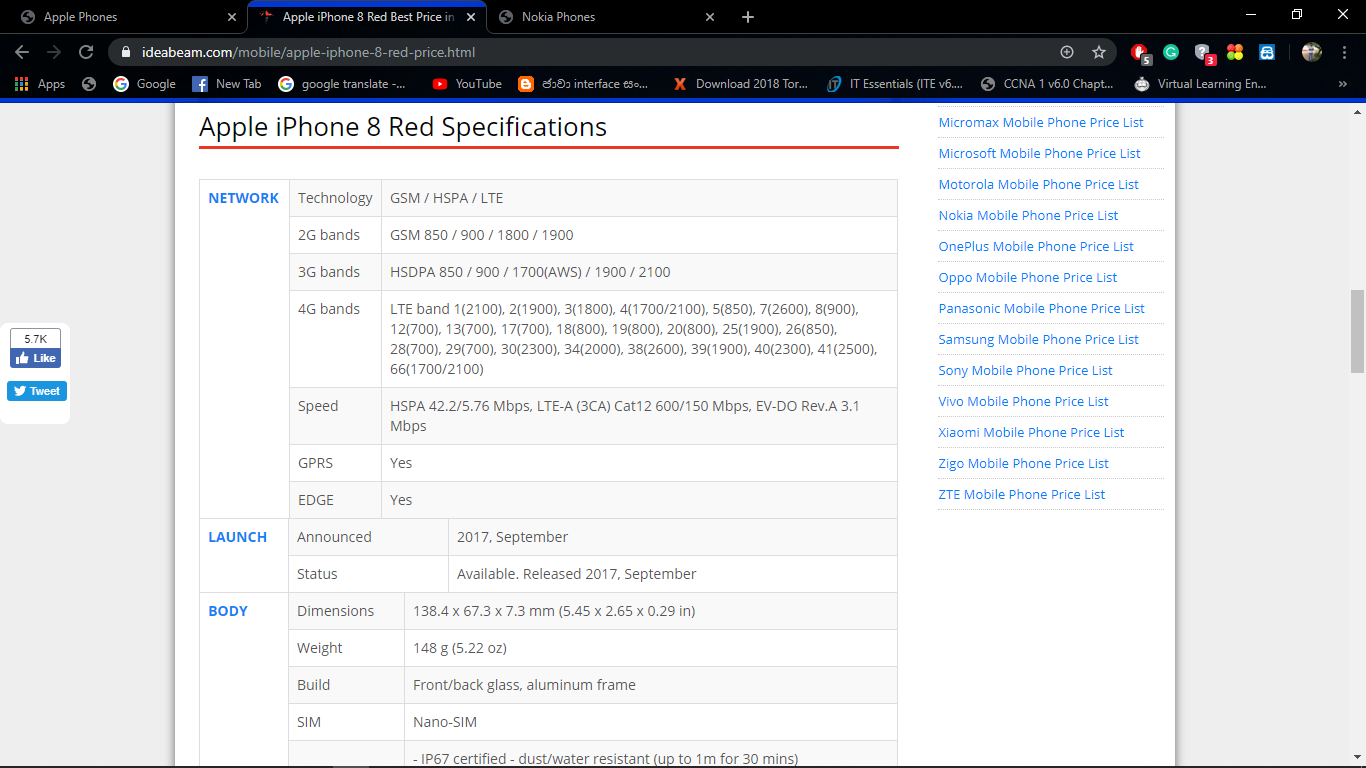 Apple Phones
Apple iPhone 8 Red Best Price in
Nokia Phones
ideabeam.com/mobile/apple-iphone-8-red-price.html
5
3
Apps
Google
New Tab
google translate -...
YouTube
ජාවා interface සං...
Download 2018 Tor...
IT Essentials (ITE v6....
CCNA 1 v6.0 Chapt...
Virtual Learning En...
»
Apple iPhone 8 Red Specifications
NETWORK Technology GSM / HSPA / LTE
2G bands GSM 850 / 900 / 1800 / 1900
3G bands HSDPA 850 / 900 / 1700(AWS) / 1900 / 2100
4G bands LTE band 1(2100), 2(1900), 3(1800), 4(1700/2100), 5(850), 7(2600), 8(900),
12(700), 13(700), 17(700), 18(800), 19(800), 20(800), 25(1900), 26(850),
28(700), 29(700), 30(2300), 34(2000), 38(2600), 39(1900), 40(2300), 41(2500),
66(1700/2100)
Speed HSPA 42.2/5.76 Mbps, LTE-A (3CA) Cat12 600/150 Mbps, EV-DO Rev.A 3.1
Mbps
GPRS Yes
EDGE Yes
LAUNCH Announced 2017, September
Status Available. Released 2017, September
BODY Dimensions 138.4 x 67.3 x 7.3 mm (5.45 x 2.65 x 0.29 in)
Weight 148 g (5.22 oz)
Build Front/back glass, aluminum frame
SIM Nano-SIM
- IP67 certified - dust/water resistant (up to 1m for 30 mins)
5.7K
Like
Tweet
Micromax Mobile Phone Price List
Microsoft Mobile Phone Price List
Motorola Mobile Phone Price List
Nokia Mobile Phone Price List
OnePlus Mobile Phone Price List
Oppo Mobile Phone Price List
Panasonic Mobile Phone Price List
Samsung Mobile Phone Price List
Sony Mobile Phone Price List
Vivo Mobile Phone Price List
Xiaomi Mobile Phone Price List
Zigo Mobile Phone Price List
ZTE Mobile Phone Price List